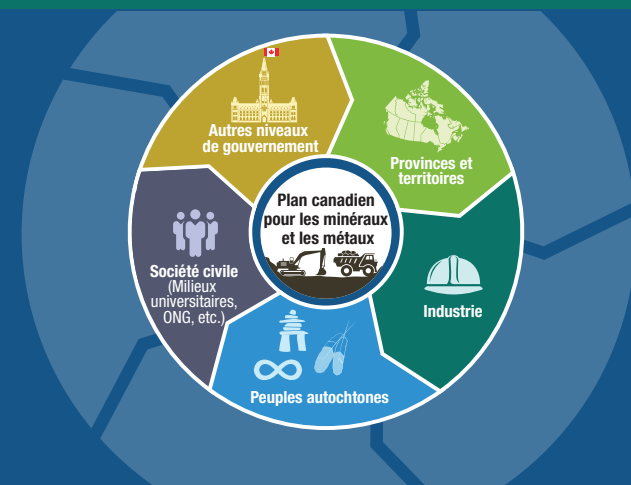 Autres niveaux
de gouvernement
Provinces et
territoires
Plan canadien
pour les minéraux
et les métaux
Société civile
(Milieux
universitaires,
ONG, etc.)
Industrie
Peuples autochtones